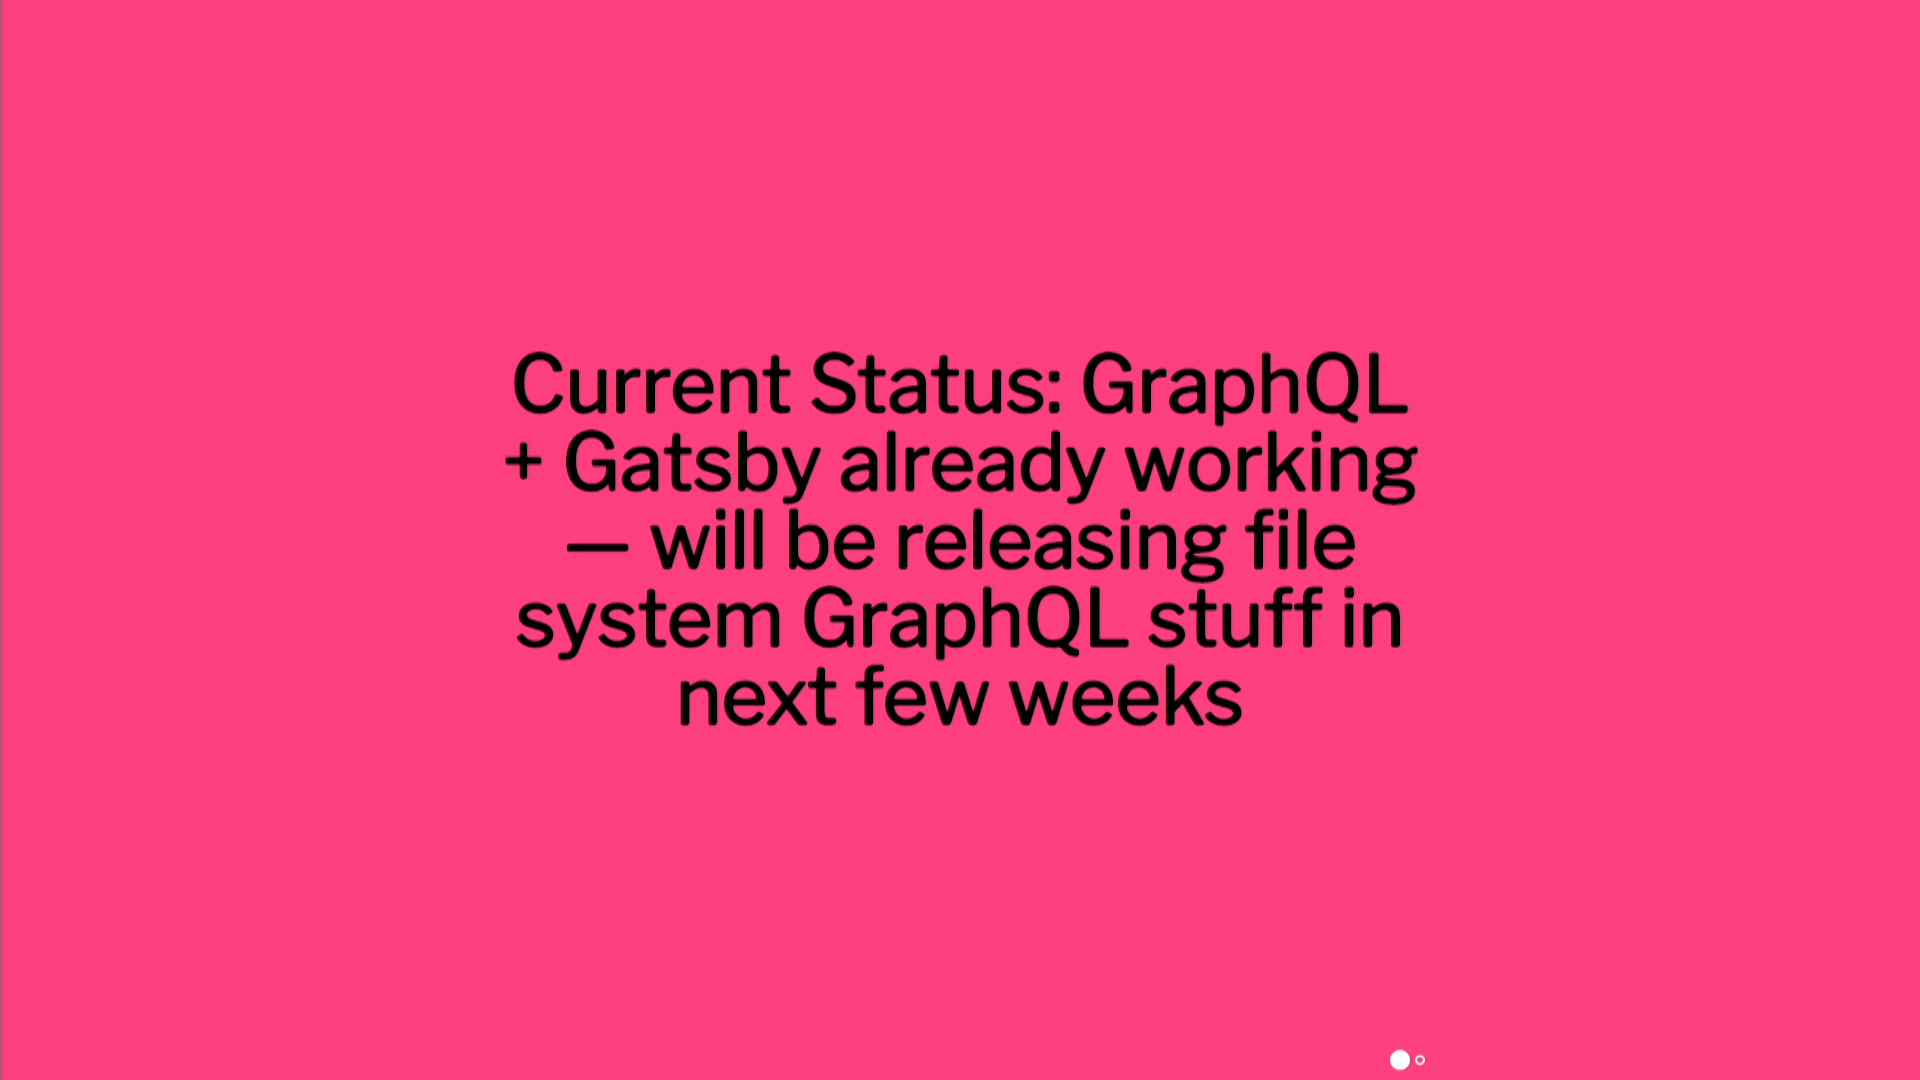 Current Status: GraphQL
+ Gatsby already working
— will be releasing file
system GraphQL stuff in
next few weeks